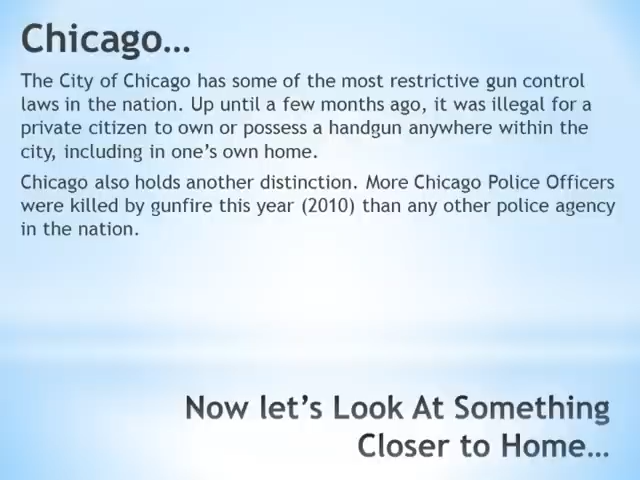 Chicago…
The City of Chicago has some of the most restrictive gun control
laws in the nation. Up until a few months ago, it was illegal for a
private citizen to own or possess a handgun anywhere within the
city, including in one’s own home.
Chicago also holds another distinction. More Chicago Police Officers
were killed by gunfire this year (2010) than any other police agency
in the nation.
Now let’s Look At Something
Closer to Home…